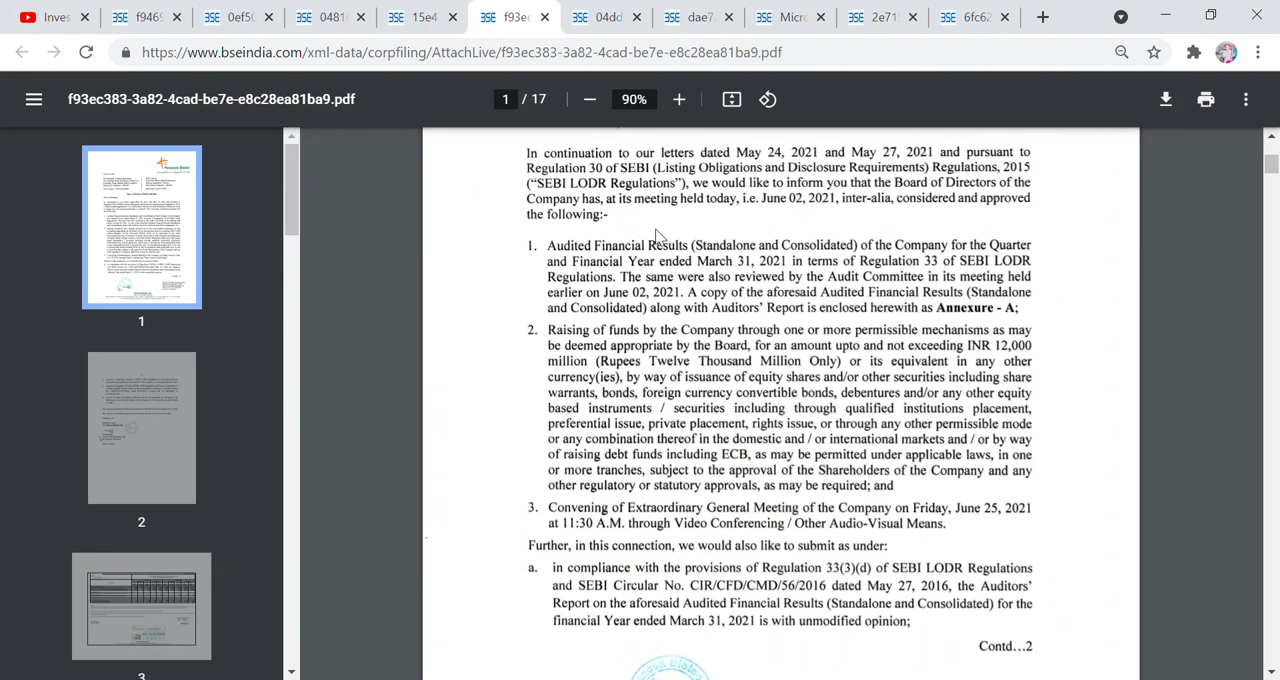 Inves
f9469
0ef50
0481
15e4
f93ec
04dd
dae7
Micro
2e71
6fc62
https://www.bseindia.com/xml-data/corpfiling/AttachLive/f93ec383-3a82-4cad-be7e-e8c28ea81ba9.pdf
f93ec383-3a82-4cad-be7e-e8c28ea81ba9.pdf
1 / 17
90%
In continuation to our letters dated May 24, 2021 and May 27, 2021 and pursuant to
Regulation 30 of SEBI (Listing Obligations and Disclosure Requirements) Regulations, 2015
("SEBI LODR Regulations"), we would like to inform you that the Board of Directors of the
Company has, at its meeting held today, i.e. June 02, 2021, inter-alia, considered and approved
the following:-
1. Audited Financial Results (Standalone and Consolidated) of the Company for the Quarter
and Financial Year ended March 31, 2021 in terms of Regulation 33 of SEBI LODR
Regulations. The same were also reviewed by the Audit Committee in its meeting held
earlier on June 02, 2021. A copy of the aforesaid Audited Financial Results (Standalone
and Consolidated) along with Auditors' Report is enclosed herewith as Annexure - A;
2. Raising of funds by the Company through one or more permissible mechanisms as may
be deemed appropriate by the Board, for an amount upto and not exceeding INR 12,000
million (Rupees Twelve Thousand Million Only) or its equivalent in any other
currency(ies), by way of issuance of equity shares and/or other securities including share
warrants, bonds, foreign currency convertible bonds, debentures and/or any other equity
based instruments / securities including through qualified institutions placement,
preferential issue, private placement, rights issue, or through any other permissible mode
or any combination thereof in the domestic and / or international markets and / or by way
of raising debt funds including ECB, as may be permitted under applicable laws, in one
or more tranches, subject to the approval of the Shareholders of the Company and any
other regulatory or statutory approvals, as may be required; and
3. Convening of Extraordinary General Meeting of the Company on Friday, June 25, 2021
at 11:30 A.M. through Video Conferencing / Other Audio-Visual Means.
Further, in this connection, we would also like to submit as under:
a. in compliance with the provisions of Regulation 33(3)(d) of SEBI LODR Regulations
and SEBI Circular No. CIR/CFD/CMD/56/2016 dated May 27, 2016, the Auditors'
Report on the aforesaid Audited Financial Results (Standalone and Consolidated) for the
financial Year ended March 31, 2021 is with unmodified opinion;
Contd...2
1
2
3